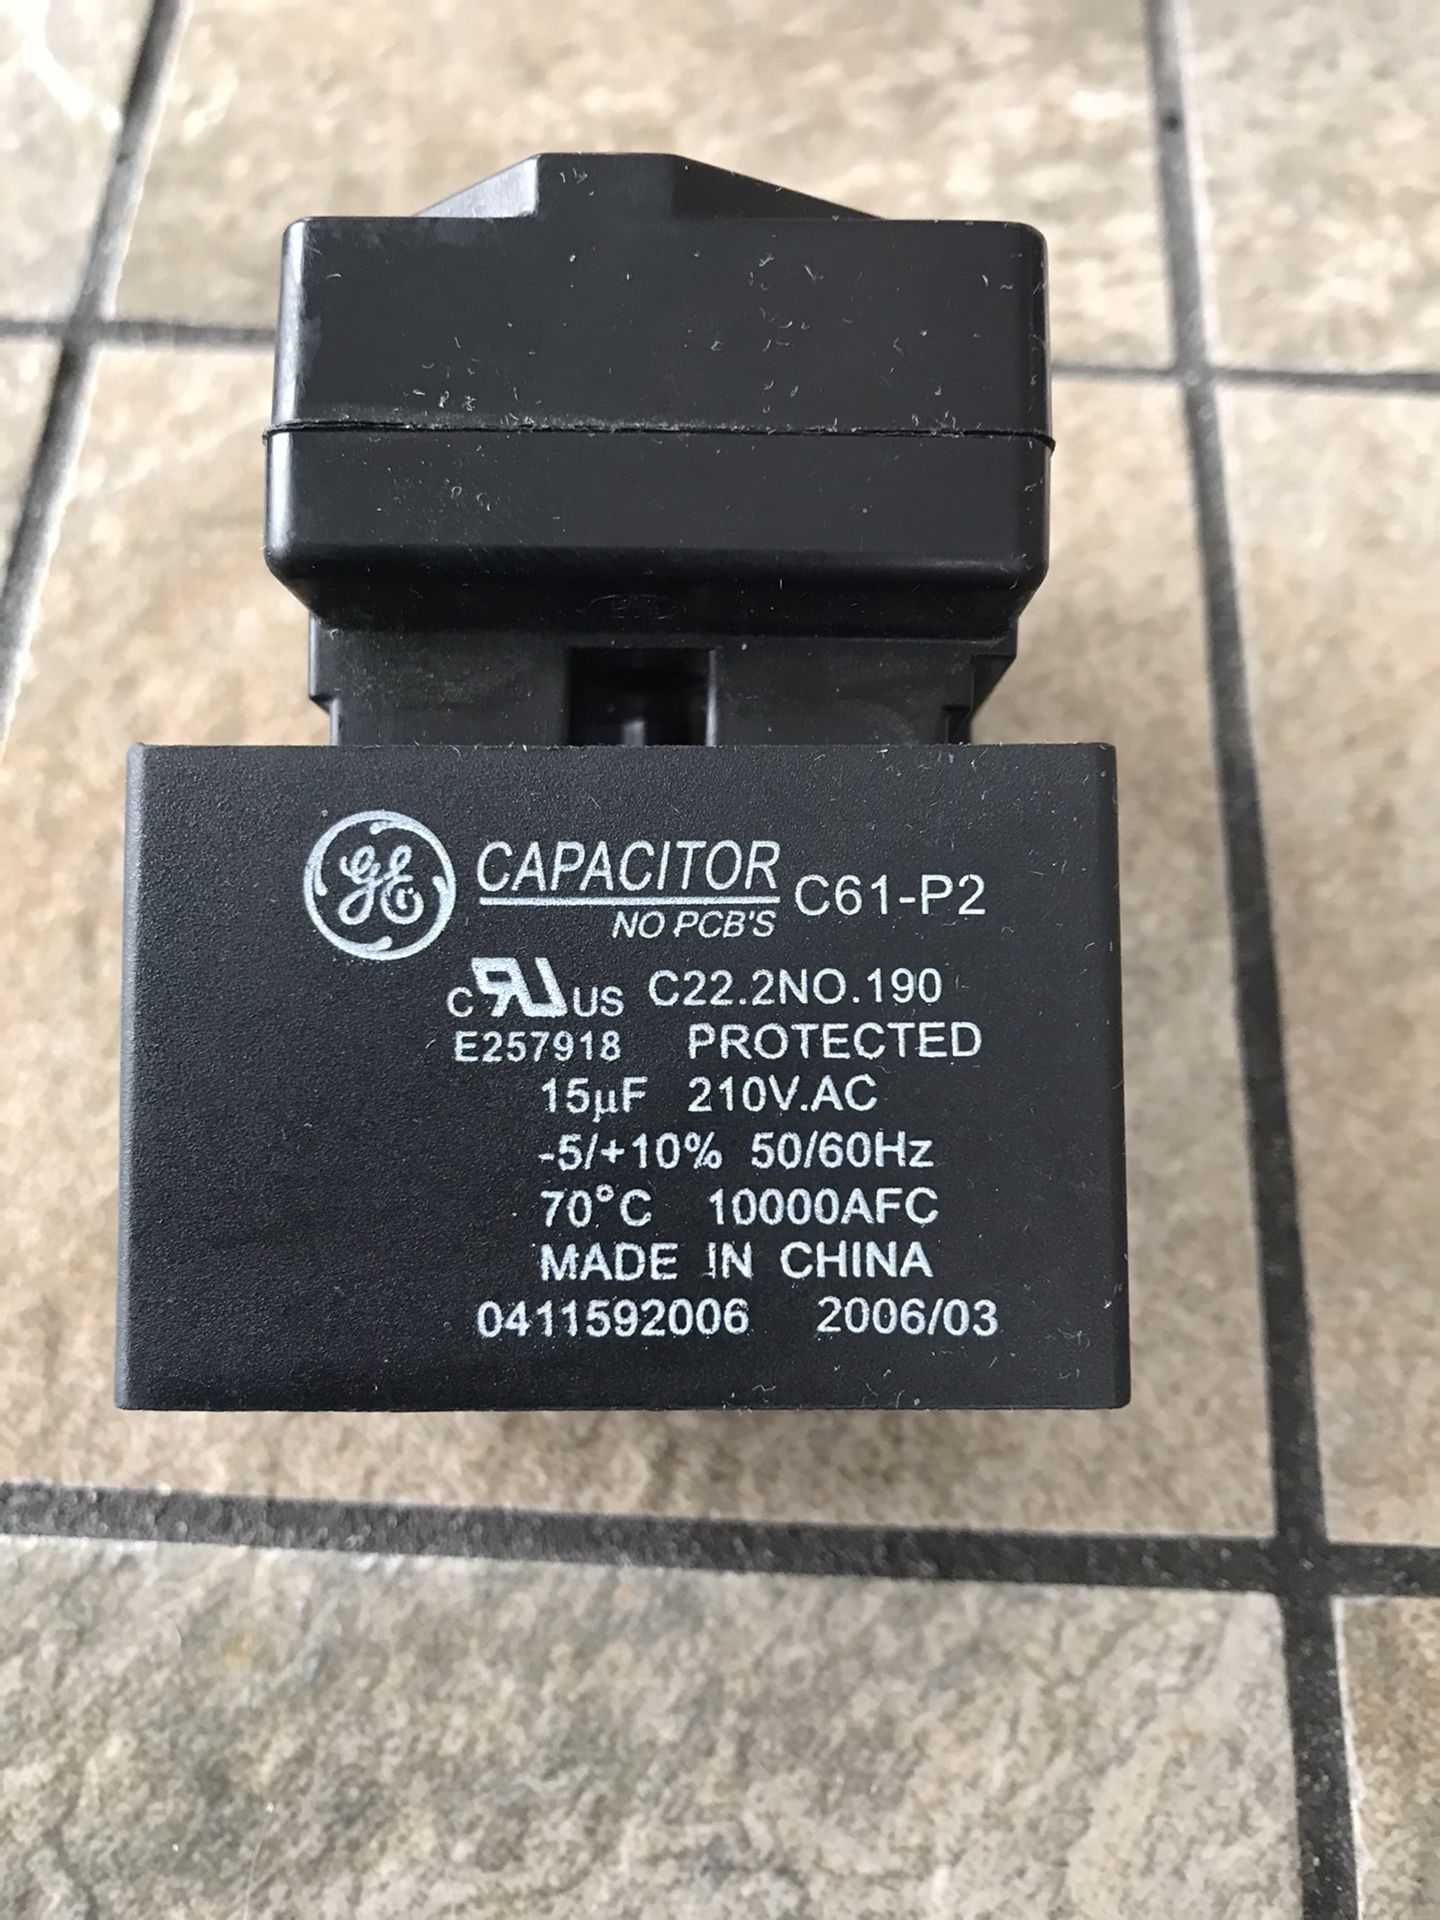 GE CAPACITOR C61-P2
NO PCB'S
C RU US C22.2NO.190
E257918 PROTECTED
15μF 210V.AC
-5/+10% 50/60Hz
70°C 10000AFC
MADE IN CHINA
0411592006 2006/03